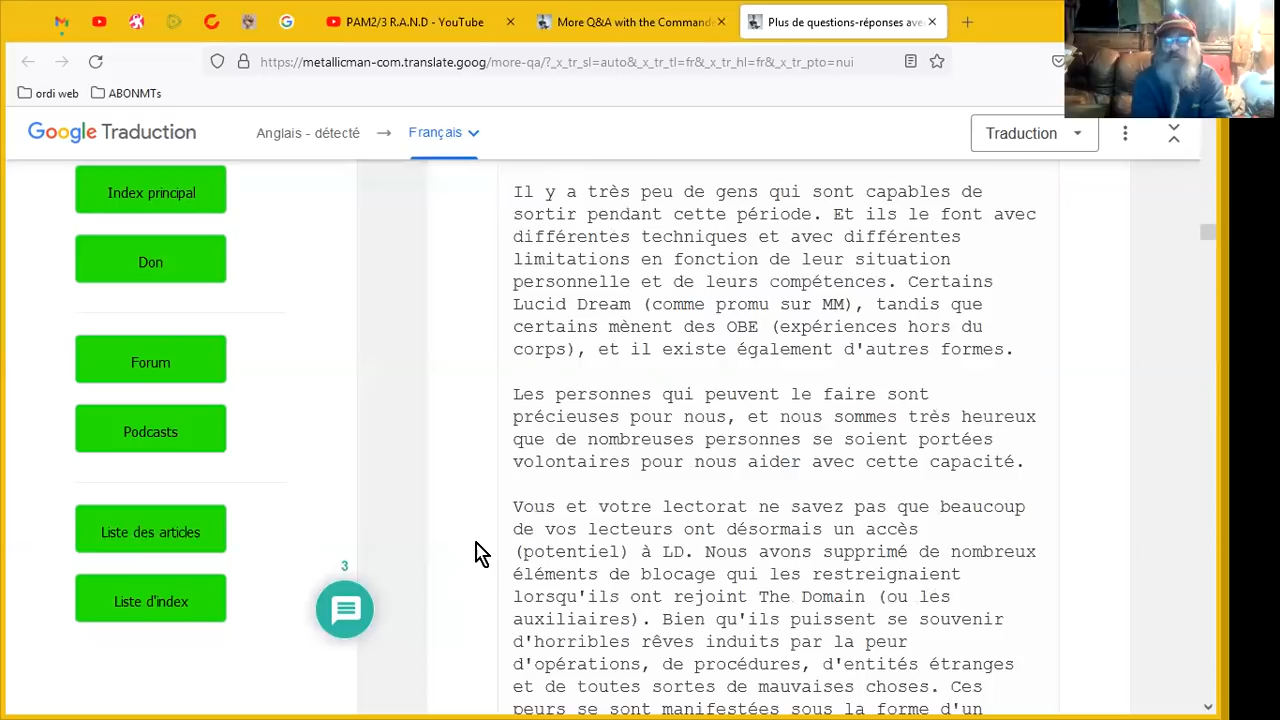 PAM2/3 R.A.N.D - YouTube
More Q&A with the Command
Plus de questions-réponses ave
https://metallicman-com.translate.goog/more-qa/?_x_tr_sl=auto&_x_tr_tl=fr&_x_tr_hl=fr&_x_tr_pto=nui
ordi web
ABONMTs
Google Traduction
Anglais - détecté
Français
Traduction
Index principal
Don
Forum
Podcasts
Liste des articles
Liste d'index
3
Il y a très peu de gens qui sont capables de
sortir pendant cette période. Et ils le font avec
différentes techniques et avec différentes
limitations en fonction de leur situation
personnelle et de leurs compétences. Certains
Lucid Dream (comme promu sur MM), tandis que
certains mènent des OBE (expériences hors du
corps), et il existe également d'autres formes.
Les personnes qui peuvent le faire sont
précieuses pour nous, et nous sommes très heureux
que de nombreuses personnes se soient portées
volontaires pour nous aider avec cette capacité.
Vous et votre lectorat ne savez pas que beaucoup
de vos lecteurs ont désormais un accès
(potentiel) à LD. Nous avons supprimé de nombreux
éléments de blocage qui les restreignaient
lorsqu'ils ont rejoint The Domain (ou les
auxiliaires). Bien qu'ils puissent se souvenir
d'horribles rêves induits par la peur
d'opérations, de procédures, d'entités étranges
et de toutes sortes de mauvaises choses. Ces
peurs se sont manifestées sous la forme d'un